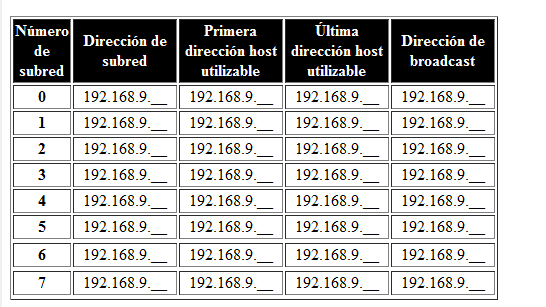 Número de subred Dirección de subred Primera dirección host utilizable Última dirección host utilizable Dirección de broadcast
0 192.168.9.__ 192.168.9.__ 192.168.9.__ 192.168.9.__
1 192.168.9.__ 192.168.9.__ 192.168.9.__ 192.168.9.__
2 192.168.9.__ 192.168.9.__ 192.168.9.__ 192.168.9.__
3 192.168.9.__ 192.168.9.__ 192.168.9.__ 192.168.9.__
4 192.168.9.__ 192.168.9.__ 192.168.9.__ 192.168.9.__
5 192.168.9.__ 192.168.9.__ 192.168.9.__ 192.168.9.__
6 192.168.9.__ 192.168.9.__ 192.168.9.__ 192.168.9.__
7 192.168.9.__ 192.168.9.__ 192.168.9.__ 192.168.9.__